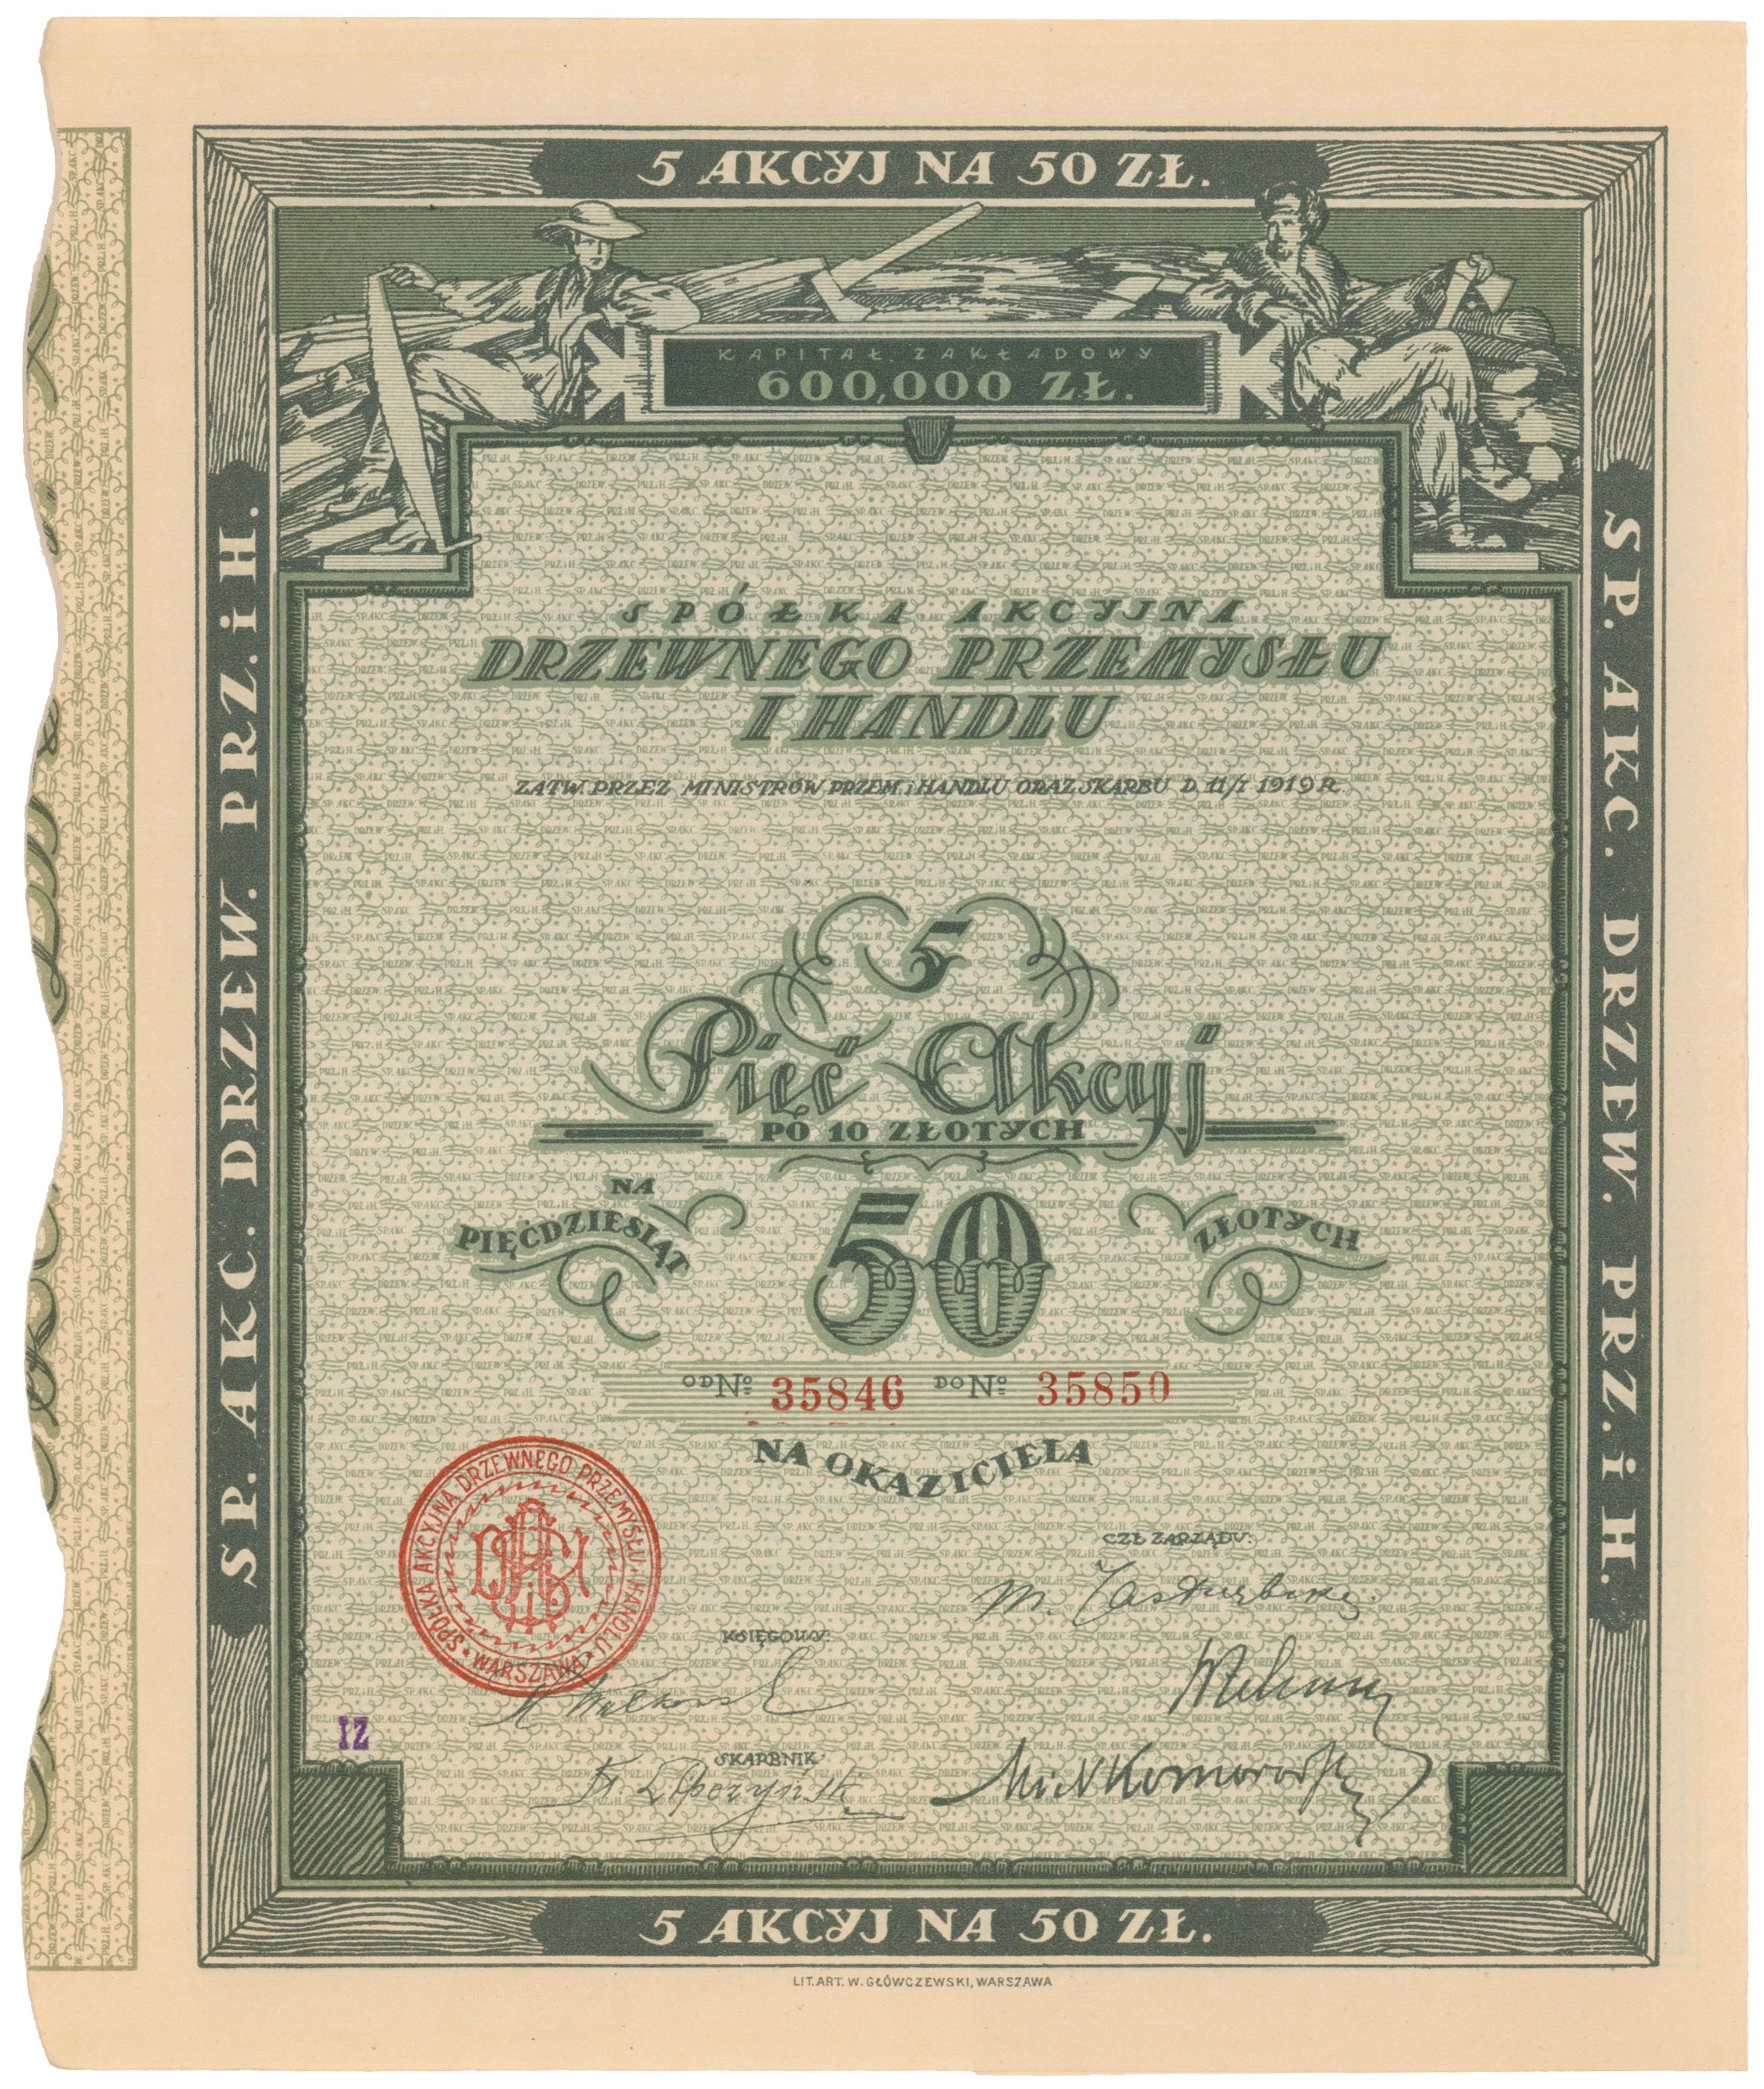 5 AKCYJ NA 50 ZŁ.
KAPITAŁ ZAKŁADOWY
600,000 ZŁ.
SP. AKC. DRZEW. PRZ. i H.
SP. AKC. DRZEW. PRZ. i H.
SPÓŁKA AKCYJNA
DRZEWNEGO PRZEMYSŁU
I HANDLU
ZATW. PRZEZ MINISTRÓW PRZEM. i HANDLU ORAZ SKARBU D. 11/I 1919 R.
5
Pięć Akcyj
PO 10 ZŁOTYCH
NA
PIĘĆDZIESIĄT 50 ZŁOTYCH
OD № 35846 DO № 35850
NA OKAZICIELA
SPÓŁKA AKCYJNA DRZEWNEGO PRZEMYSŁU i HANDLU
WARSZAWA
CZŁ. ZARZĄDU:
KSIĘGOWY:
IZ
SKARBNIK
5 AKCYJ NA 50 ZŁ.
LIT. ART. W. GŁÓWCZEWSKI, WARSZAWA